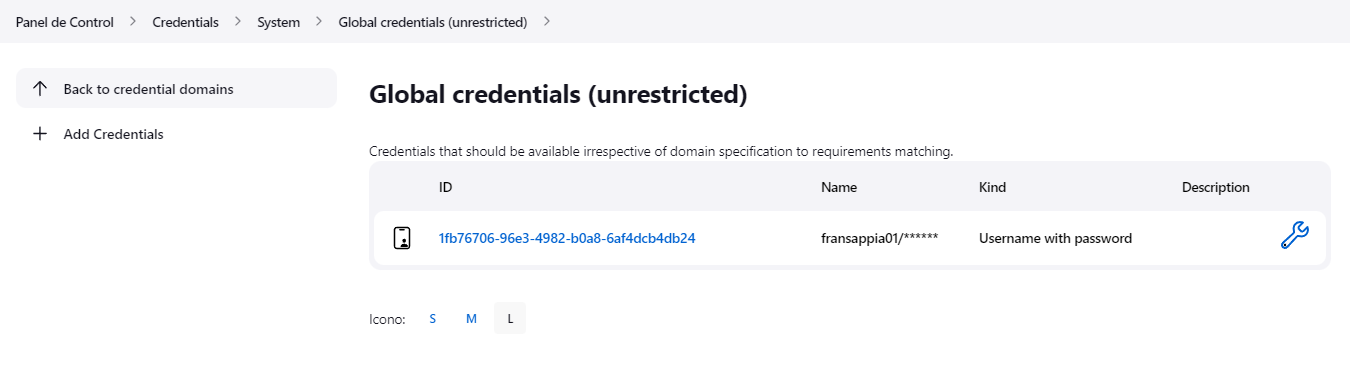 Panel de Control > Credentials > System > Global credentials (unrestricted) >
Back to credential domains
Add Credentials
Global credentials (unrestricted)
Credentials that should be available irrespective of domain specification to requirements matching.
ID Name Kind Description
1fb76706-96e3-4982-b0a8-6af4dcb4db24 fransappia01/****** Username with password
Icono: S M L